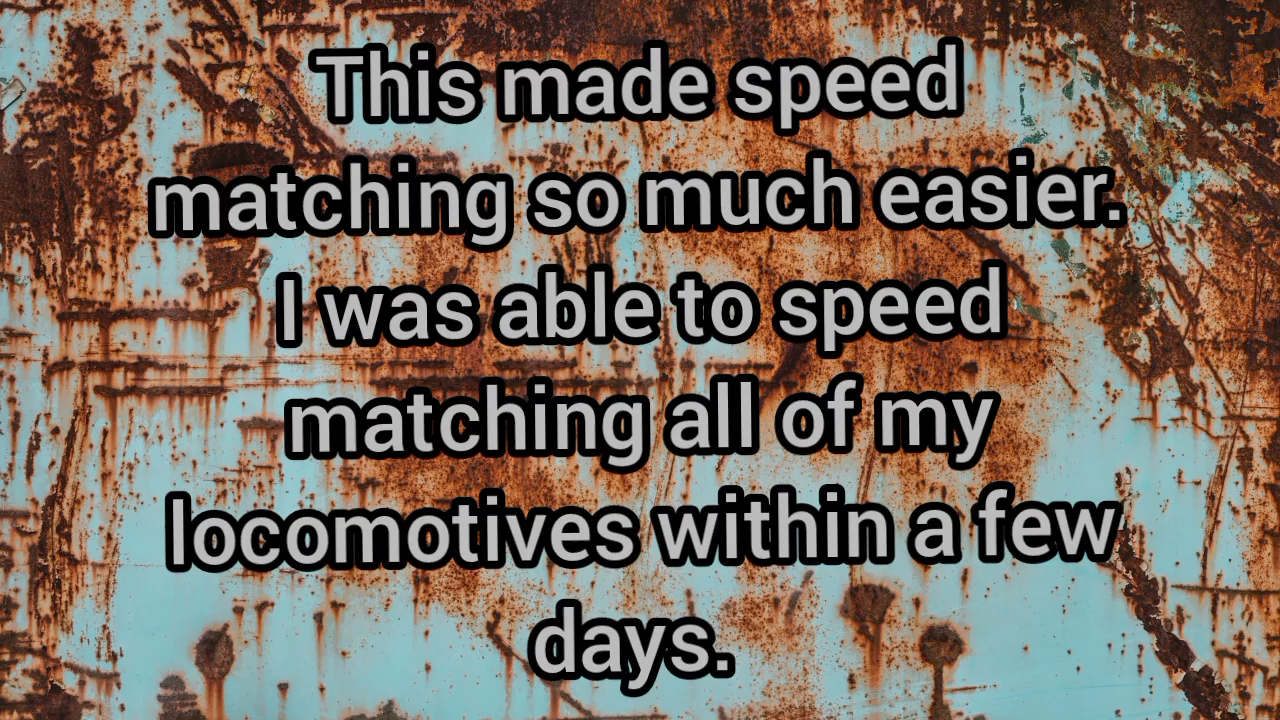 This made speed
matching so much easier.
I was able to speed
matching all of my
locomotives within a few
days.